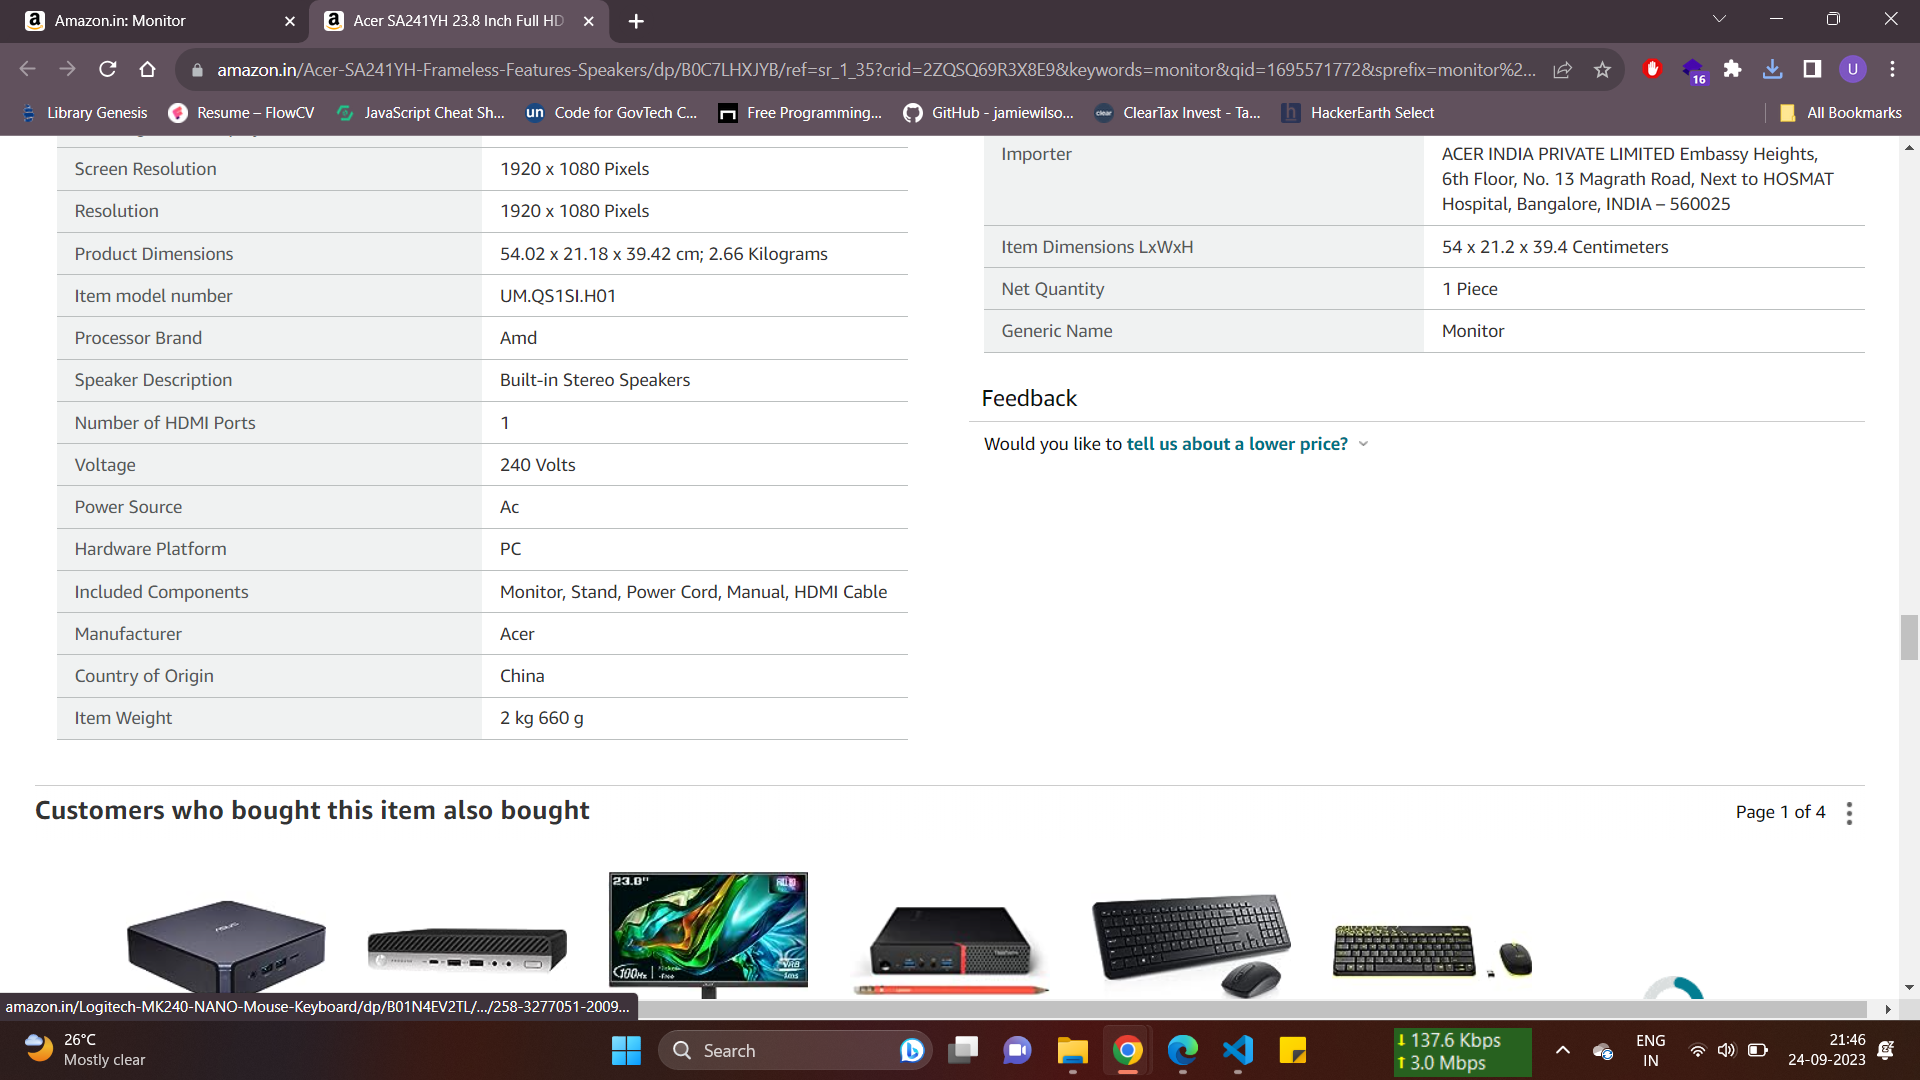 Amazon.in: Monitor
Acer SA241YH 23.8 Inch Full HD
amazon.in/Acer-SA241YH-Frameless-Features-Speakers/dp/B0C7LHXJYB/ref=sr_1_35?crid=2ZQSQ69R3X8E9&keywords=monitor&qid=1695571772&sprefix=monitor%2...
16
U
Library Genesis
Resume – FlowCV
JavaScript Cheat Sh...
un
Code for GovTech C...
Free Programming...
GitHub - jamiewilso...
clear
ClearTax Invest - Ta...
h
HackerEarth Select
All Bookmarks
Screen Resolution 1920 x 1080 Pixels
Resolution 1920 x 1080 Pixels
Product Dimensions 54.02 x 21.18 x 39.42 cm; 2.66 Kilograms
Item model number UM.QS1SI.H01
Processor Brand Amd
Speaker Description Built-in Stereo Speakers
Number of HDMI Ports 1
Voltage 240 Volts
Power Source Ac
Hardware Platform PC
Included Components Monitor, Stand, Power Cord, Manual, HDMI Cable
Manufacturer Acer
Country of Origin China
Item Weight 2 kg 660 g
Importer ACER INDIA PRIVATE LIMITED Embassy Heights,
6th Floor, No. 13 Magrath Road, Next to HOSMAT
Hospital, Bangalore, INDIA – 560025
Item Dimensions LxWxH 54 x 21.2 x 39.4 Centimeters
Net Quantity 1 Piece
Generic Name Monitor
Feedback
Would you like to tell us about a lower price?
Customers who bought this item also bought
Page 1 of 4
ASUS
23.8"
FULL HD
100Hz
VRB
1ms
amazon.in/Logitech-MK240-NANO-Mouse-Keyboard/dp/B01N4EV2TL/.../258-3277051-2009...
26°C
Mostly clear
Search
137.6 Kbps
3.0 Mbps
ENG
IN
21:46
24-09-2023